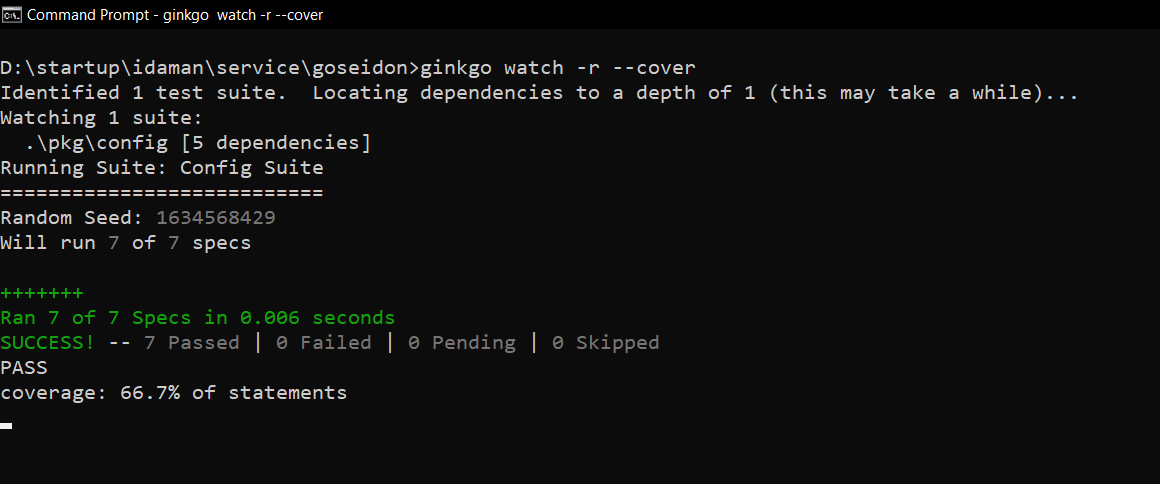 Command Prompt - ginkgo  watch -r --cover
D:\startup\idaman\service\goseidon>ginkgo watch -r --cover
Identified 1 test suite.  Locating dependencies to a depth of 1 (this may take a while)...
Watching 1 suite:
  .\pkg\config [5 dependencies]
Running Suite: Config Suite
===========================
Random Seed: 1634568429
Will run 7 of 7 specs
+++++++
Ran 7 of 7 Specs in 0.006 seconds
SUCCESS! -- 7 Passed | 0 Failed | 0 Pending | 0 Skipped
PASS
coverage: 66.7% of statements